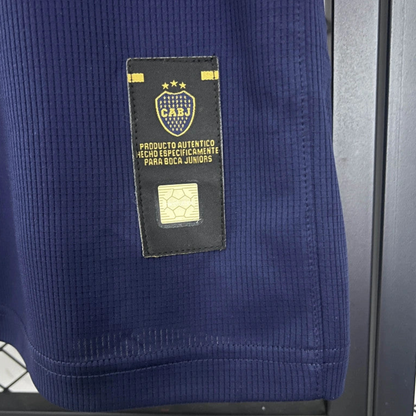 CABJ
PRODUCTO AUTENTICO
HECHO ESPECIFICAMENTE
PARA BOCA JUNIORS